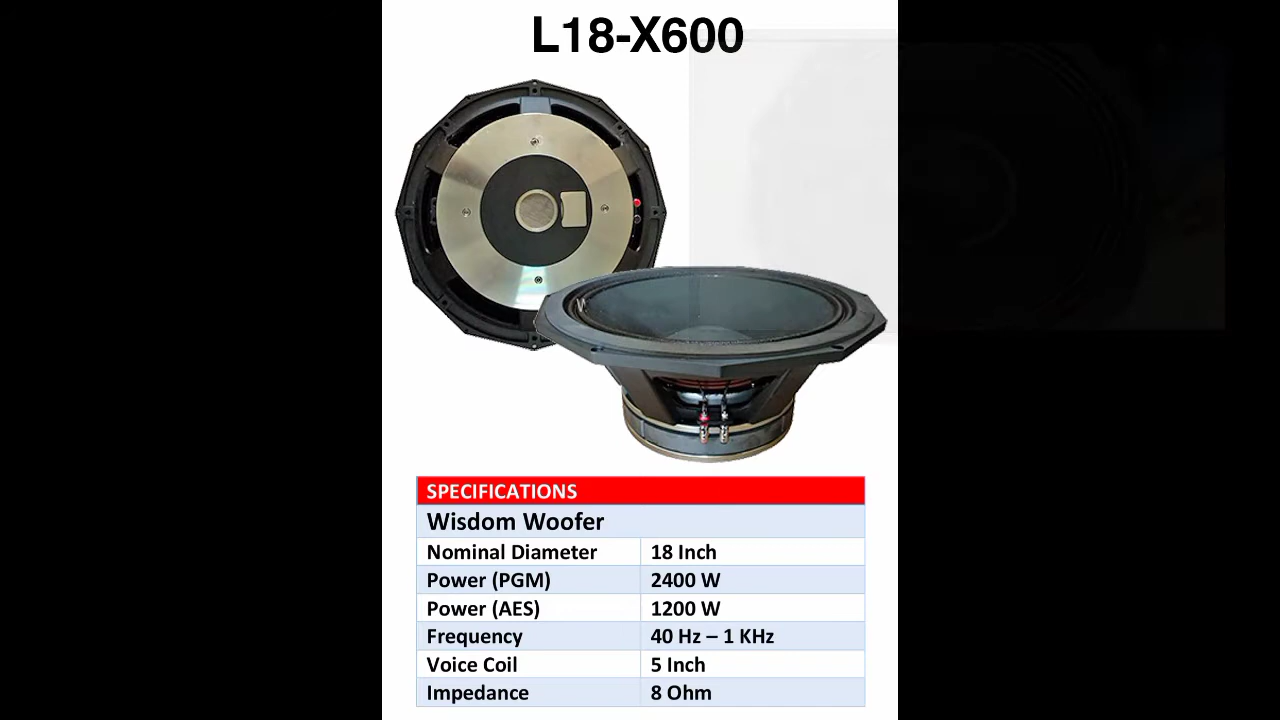 L18-X600
SPECIFICATIONS
Wisdom Woofer
Nominal Diameter 18 Inch
Power (PGM) 2400 W
Power (AES) 1200 W
Frequency 40 Hz – 1 KHz
Voice Coil 5 Inch
Impedance 8 Ohm